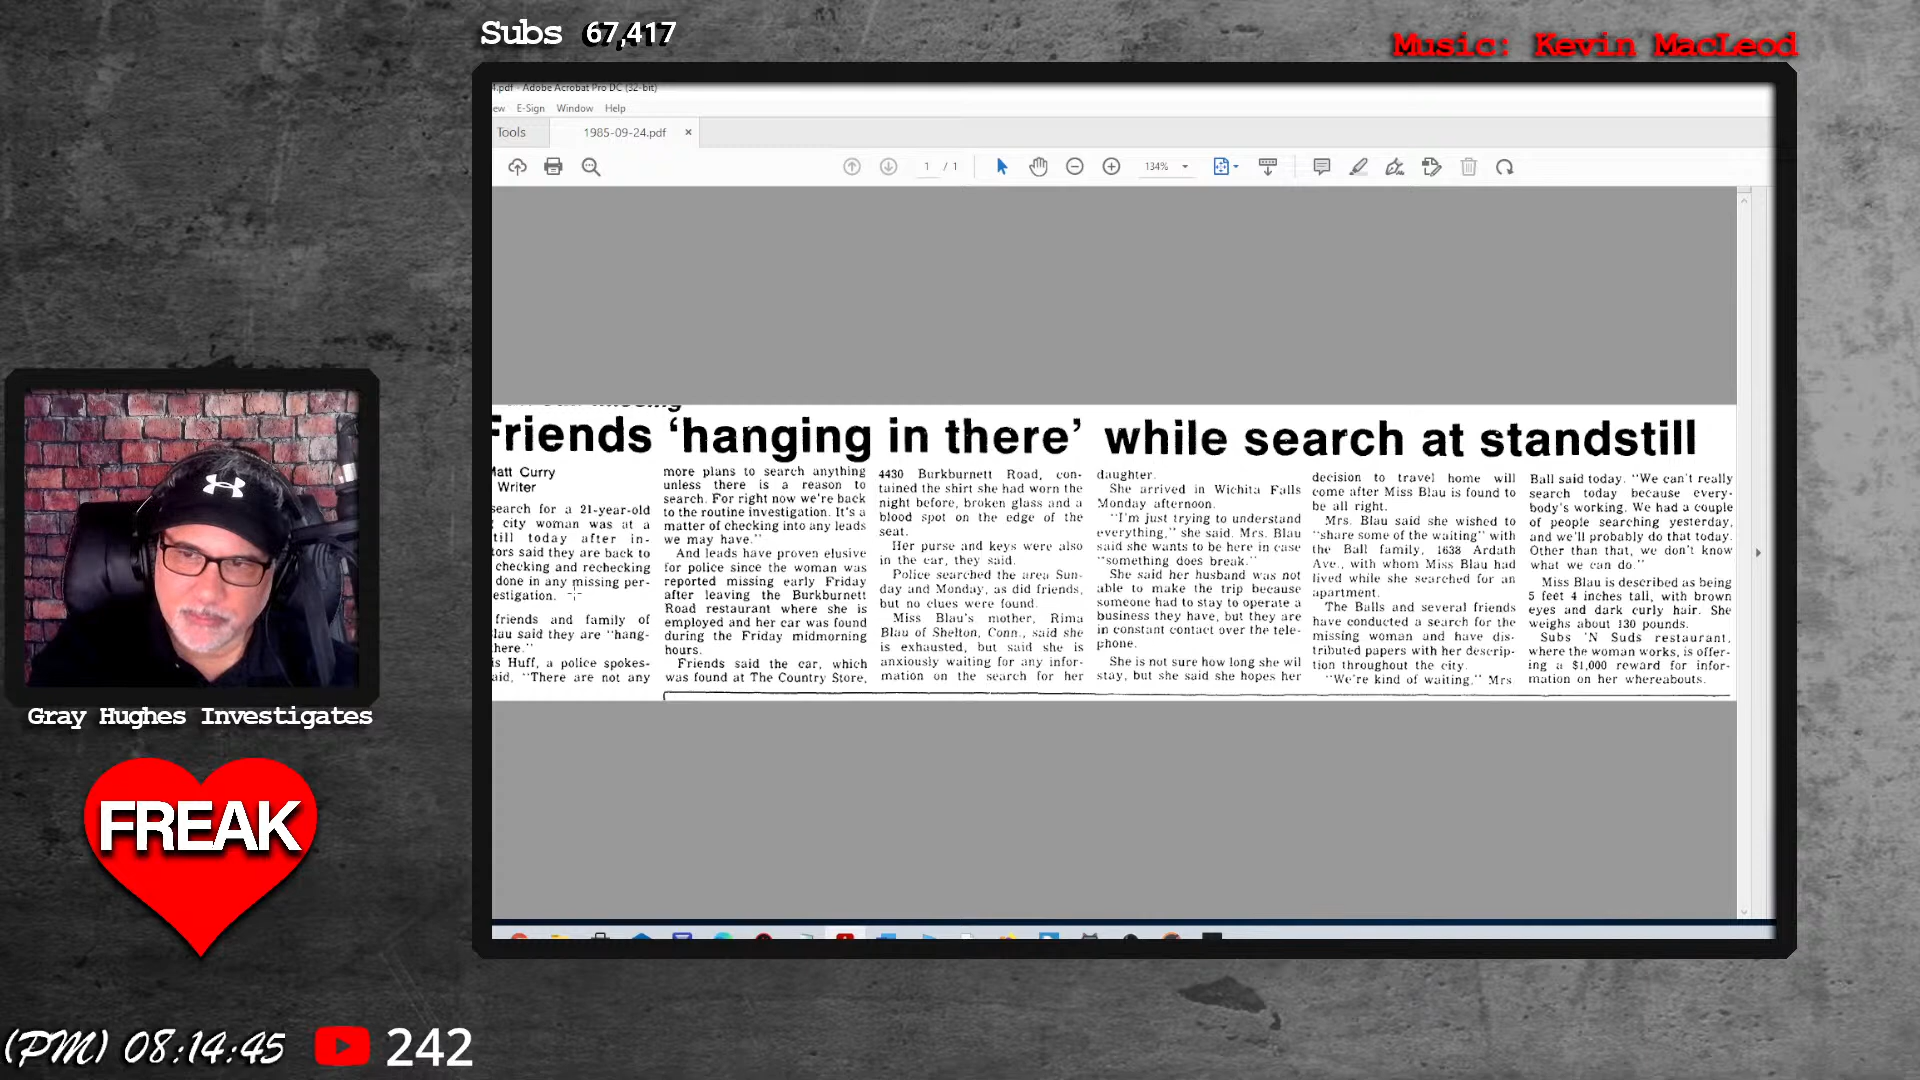 Subs 67,417
Music: Kevin MacLeod
4.pdf - Adobe Acrobat Pro DC (32-bit)
ew E-Sign Window Help
Tools 1985-09-24.pdf ×
1 / 1 134%
Friends ‘hanging in there’ while search at standstill
Matt Curry
Writer
search for a 21-year-old
city woman was at a
till today after in-
tors said they are back to
checking and rechecking
done in any missing per-
estigation.
friends and family of
lau said they are “hang-
here.”
is Huff, a police spokes-
aid, “There are not any
more plans to search anything
unless there is a reason to
search. For right now we're back
to the routine investigation. It's a
matter of checking into any leads
we may have.”
And leads have proven elusive
for police since the woman was
reported missing early Friday
after leaving the Burkburnett
Road restaurant where she is
employed and her car was found
during the Friday midmorning
hours.
Friends said the car, which
was found at The Country Store,
4430 Burkburnett Road, con-
tained the shirt she had worn the
night before, broken glass and a
blood spot on the edge of the
seat.
Her purse and keys were also
in the car, they said.
Police searched the area Sun-
day and Monday, as did friends,
but no clues were found.
Miss Blau's mother, Rima
Blau of Shelton, Conn., said she
is exhausted, but said she is
anxiously waiting for any infor-
mation on the search for her
daughter.
She arrived in Wichita Falls
Monday afternoon.
“I'm just trying to understand
everything,” she said. Mrs. Blau
said she wants to be here in case
“something does break.”
She said her husband was not
able to make the trip because
someone had to stay to operate a
business they have, but they are
in constant contact over the tele-
phone.
She is not sure how long she wil
stay, but she said she hopes her
decision to travel home will
come after Miss Blau is found to
be all right.
Mrs. Blau said she wished to
“share some of the waiting” with
the Ball family, 1638 Ardath
Ave., with whom Miss Blau had
lived while she searched for an
apartment.
The Balls and several friends
have conducted a search for the
missing woman and have dis-
tributed papers with her descrip-
tion throughout the city.
“We're kind of waiting,” Mrs
Ball said today. “We can't really
search today because every-
body's working. We had a couple
of people searching yesterday,
and we'll probably do that today.
Other than that, we don't know
what we can do.”
Miss Blau is described as being
5 feet 4 inches tall, with brown
eyes and dark curly hair. She
weighs about 130 pounds.
Subs 'N Suds restaurant,
where the woman works, is offer-
ing a $1,000 reward for infor-
mation on her whereabouts.
Gray Hughes Investigates
FREAK
(PM) 08:14:45 242